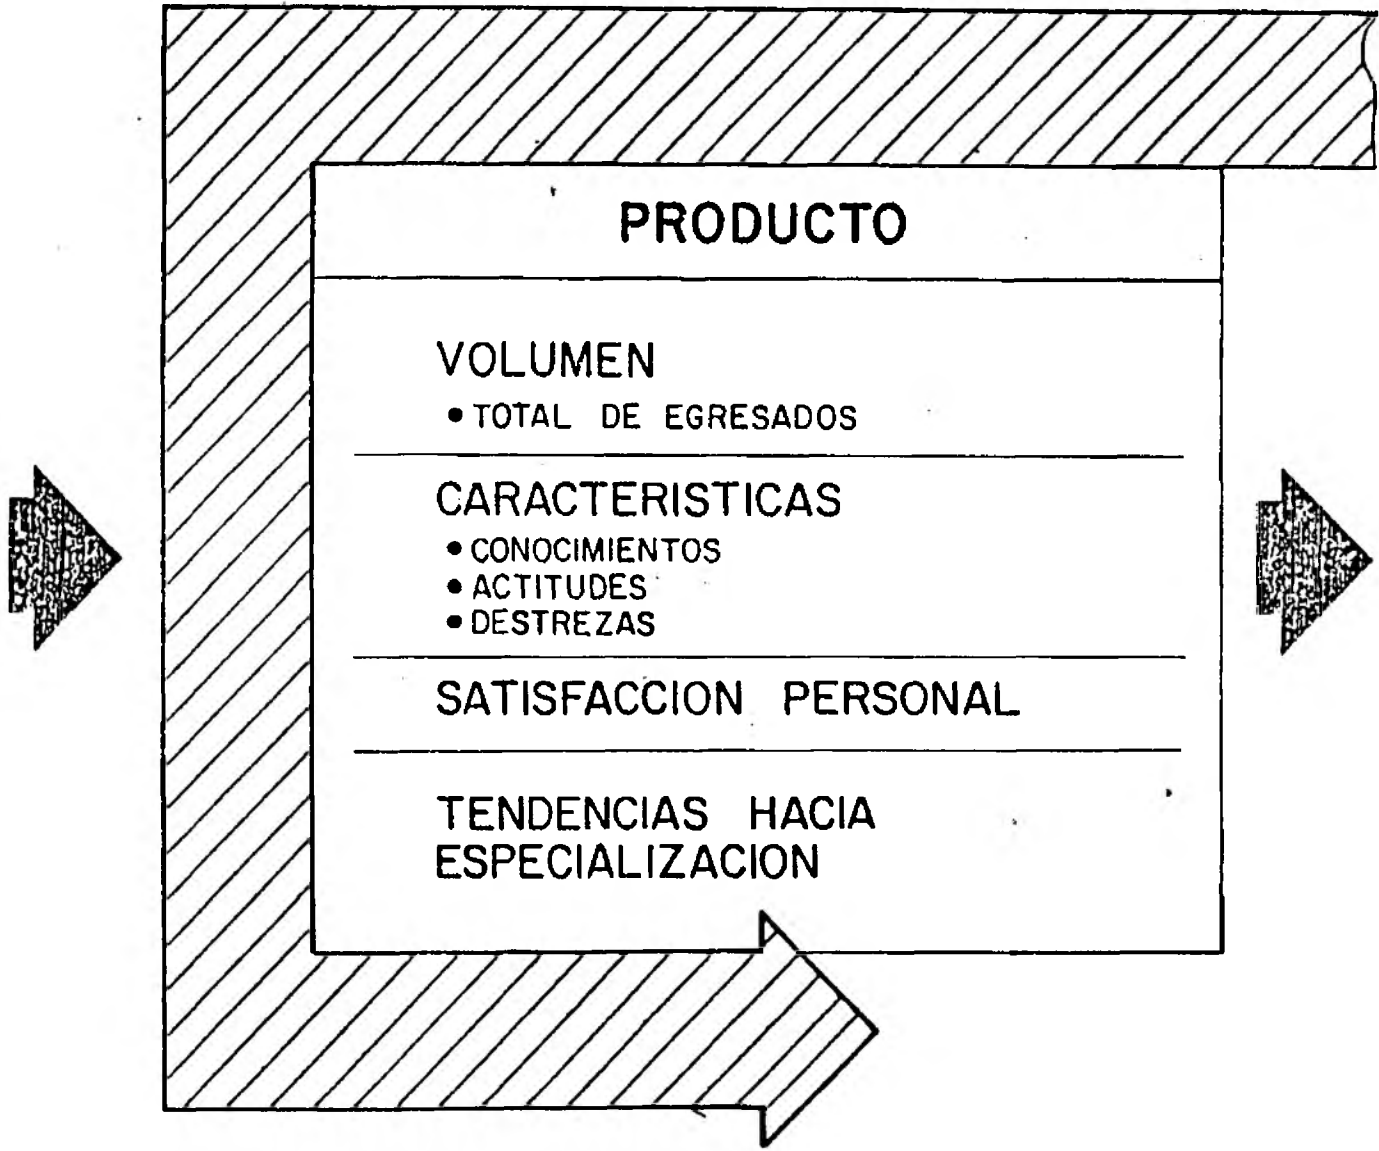 PRODUCTO
VOLUMEN
• TOTAL DE EGRESADOS
CARACTERISTICAS
• CONOCIMIENTOS
• ACTITUDES
• DESTREZAS
SATISFACCION PERSONAL
TENDENCIAS HACIA
ESPECIALIZACION